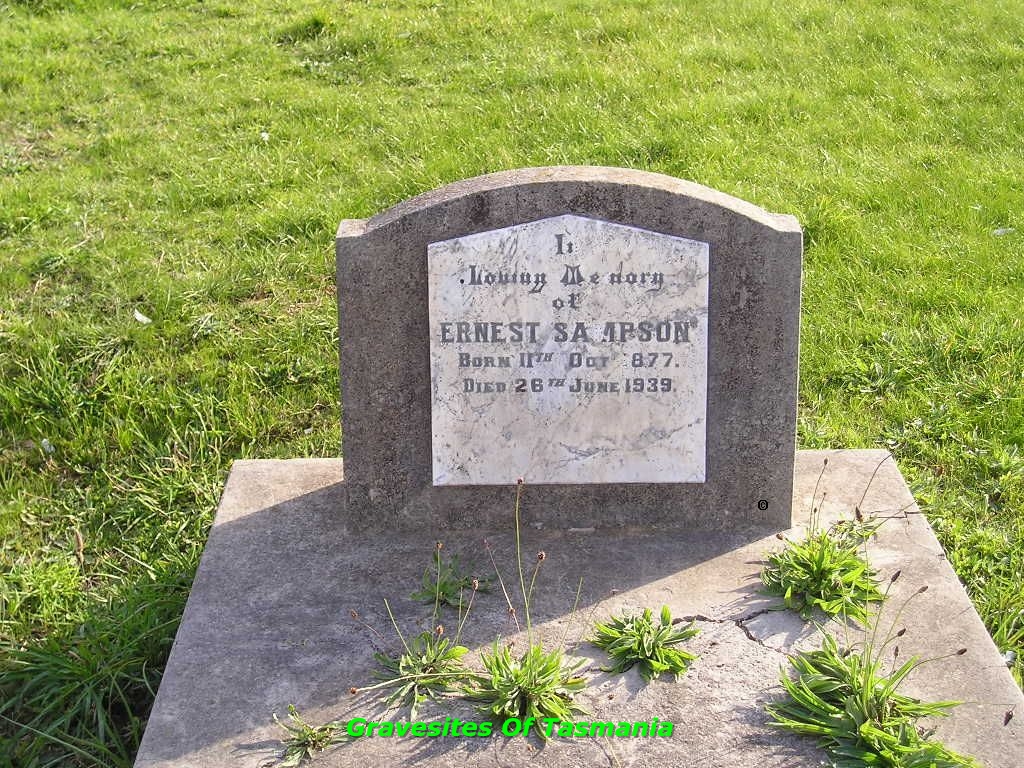 In
Loving Memory
of
ERNEST SAMPSON
BORN 11TH OCT 1877.
DIED 26TH JUNE 1939.
Gravesites Of Tasmania